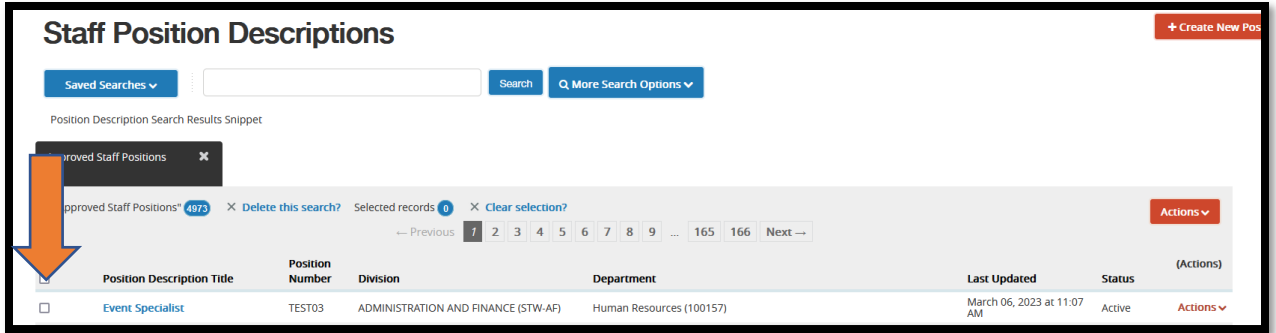 Staff Position Descriptions
+ Create New Pos
Saved Searches
Search
More Search Options
Position Description Search Results Snippet
proved Staff Positions ✖
pproved Staff Positions" 4973 ✕ Delete this search? Selected records 0 ✕ Clear selection?
Actions
← Previous 1 2 3 4 5 6 7 8 9 … 165 166 Next →
Position Description Title Position Number Division Department Last Updated Status (Actions)
Event Specialist TEST03 ADMINISTRATION AND FINANCE (STW-AF) Human Resources (100157) March 06, 2023 at 11:07 AM Active Actions